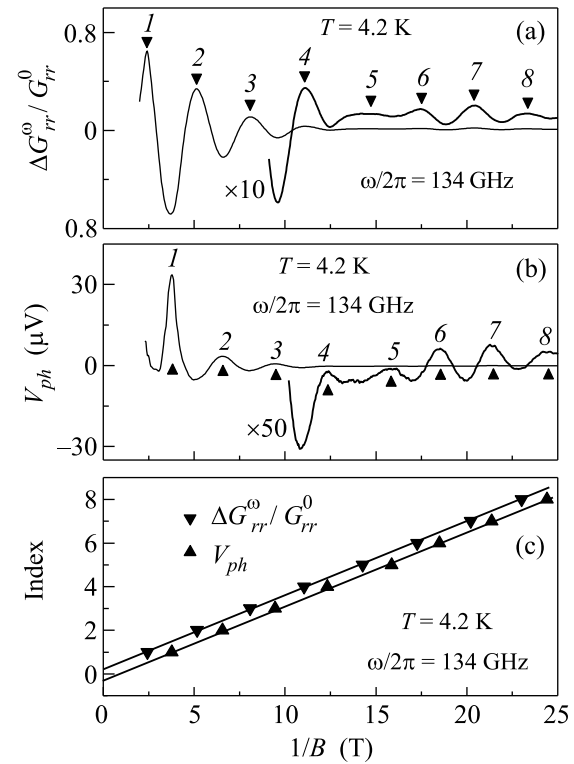 0.8
0
0.8
ΔG^ω_rr / G^0_rr
1 2 3 4 5 6 7 8
T = 4.2 K
(a)
×10
ω/2π = 134 GHz
30
0
–30
V_ph (μV)
1 2 3 4 5 6 7 8
T = 4.2 K
(b)
ω/2π = 134 GHz
×50
8
6
4
2
0
Index
ΔG^ω_rr / G^0_rr
V_ph
(c)
T = 4.2 K
ω/2π = 134 GHz
0 5 10 15 20 25
1/B (T)